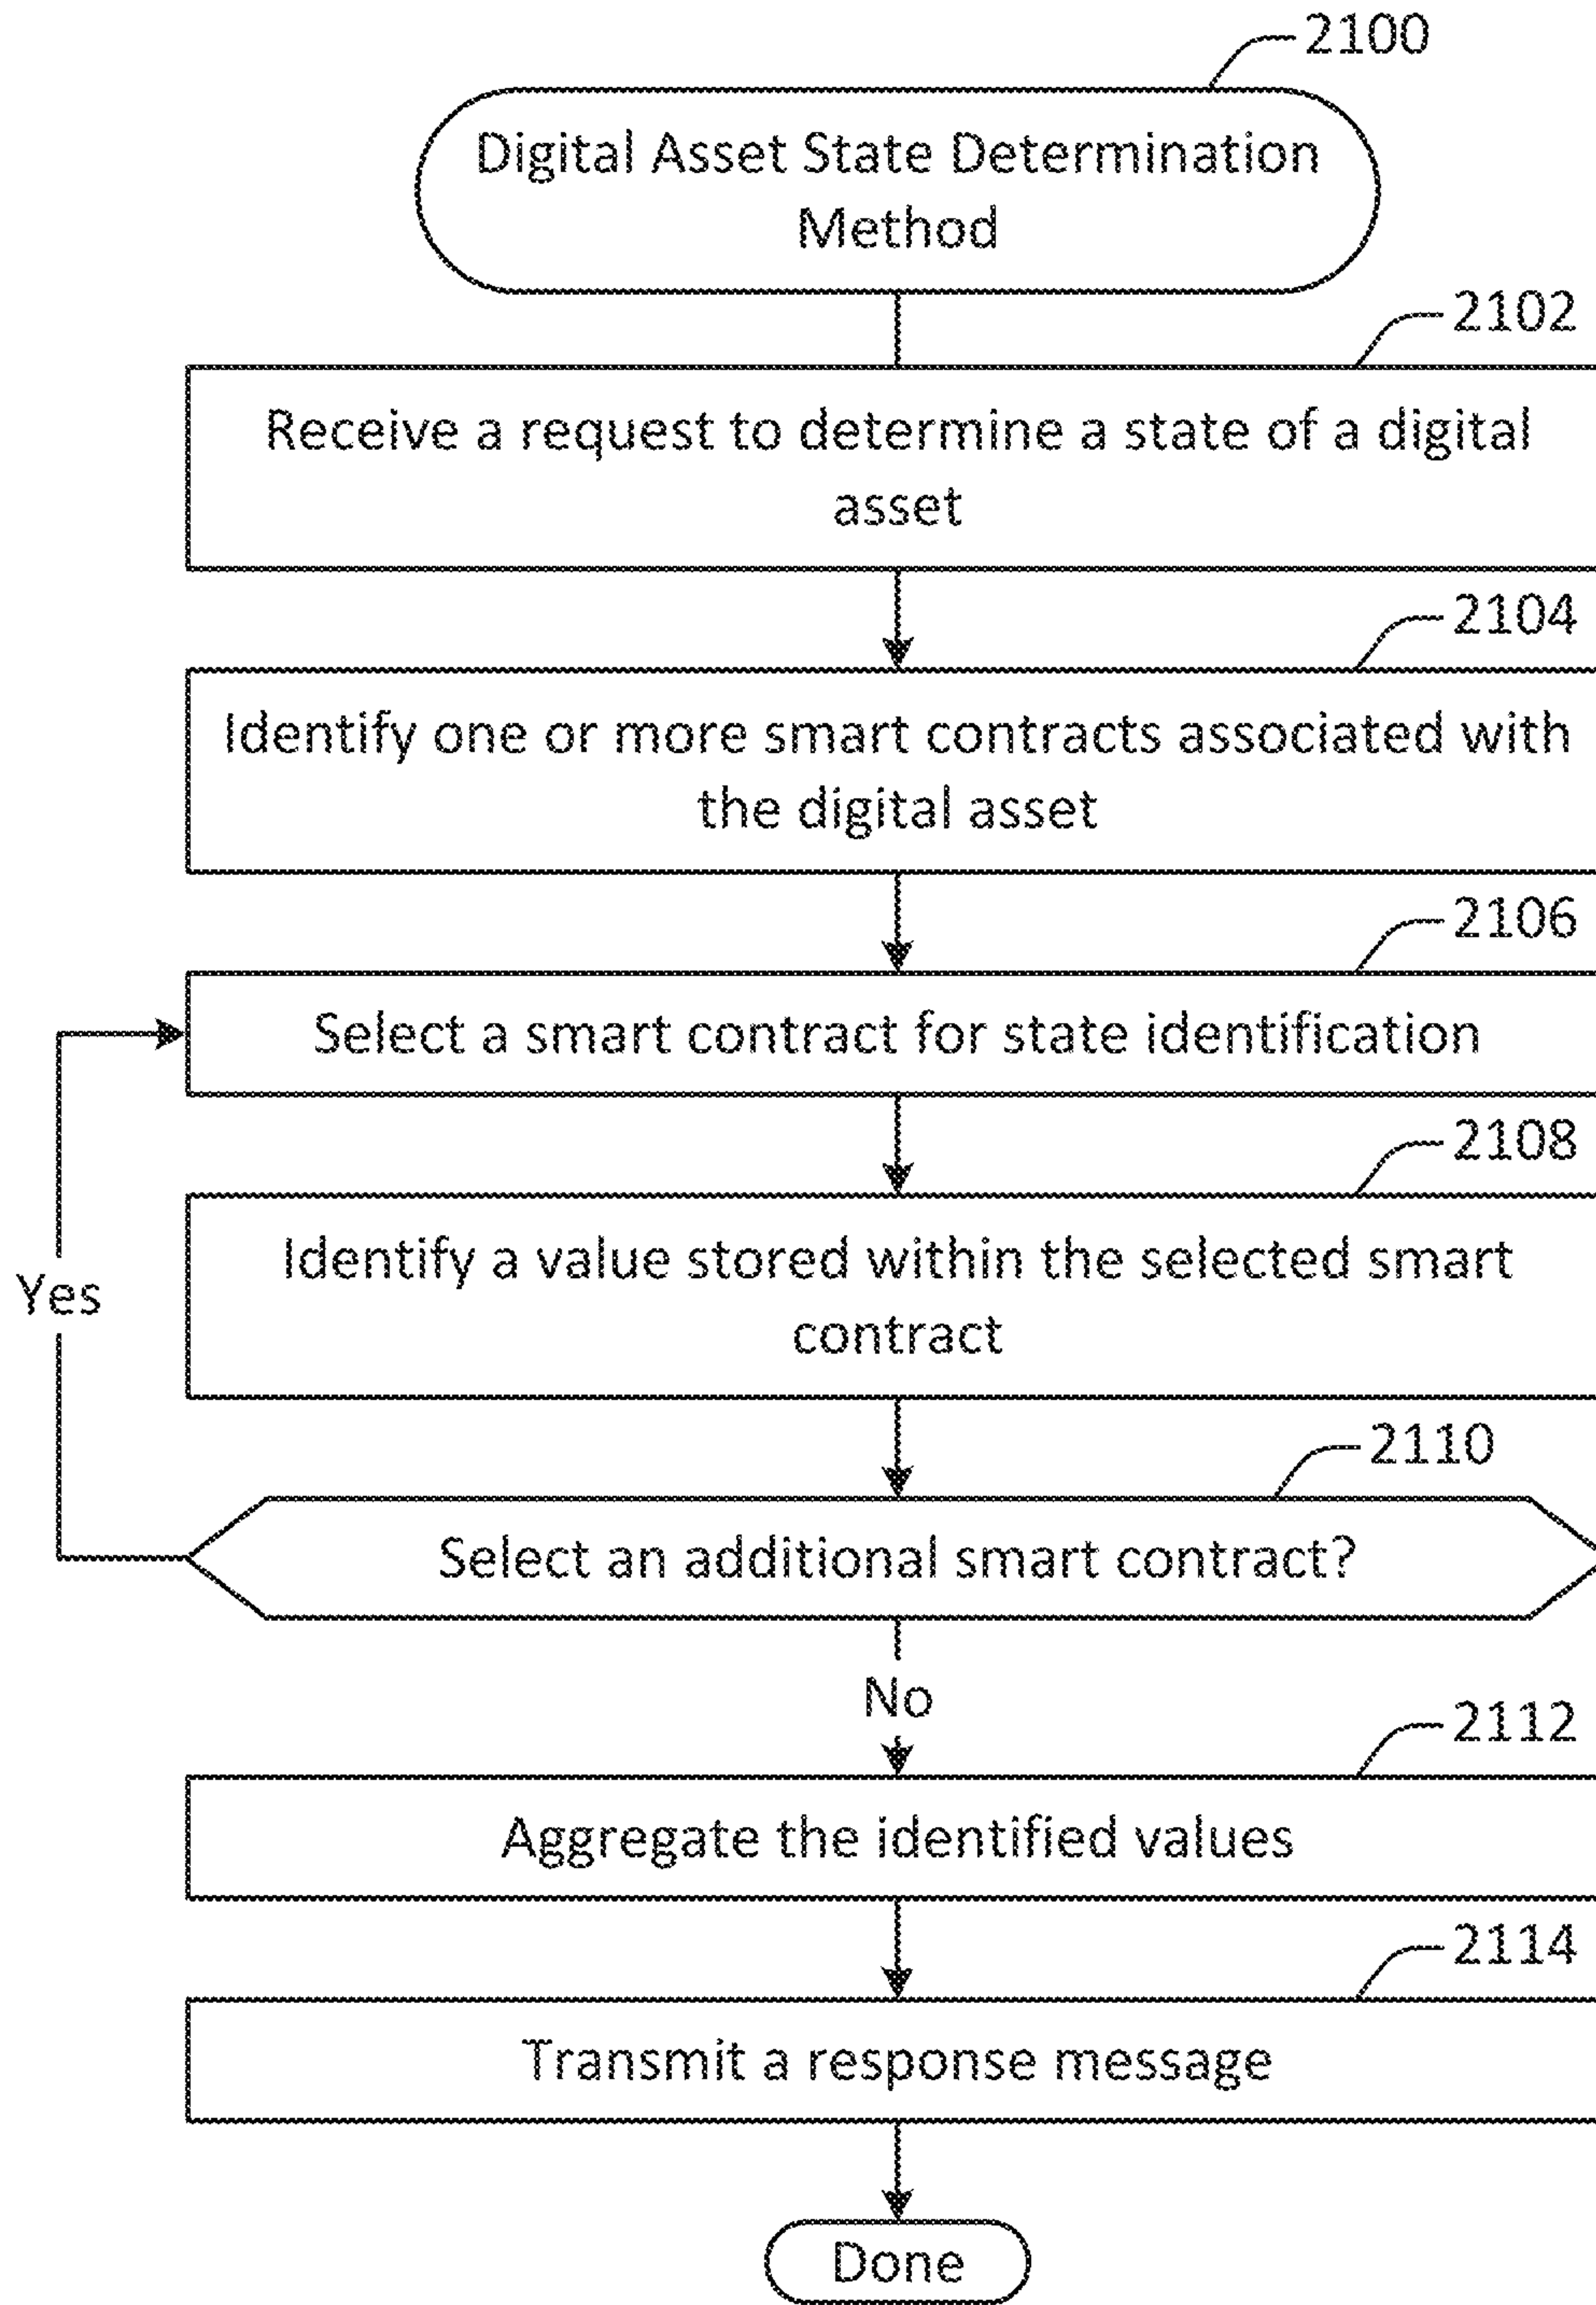 2100
Digital Asset State Determination
Method
2102
Receive a request to determine a state of a digital
asset
2104
Identify one or more smart contracts associated with
the digital asset
2106
Select a smart contract for state identification
2108
Identify a value stored within the selected smart
contract
Yes
2110
Select an additional smart contract?
No
2112
Aggregate the identified values
2114
Transmit a response message
Done